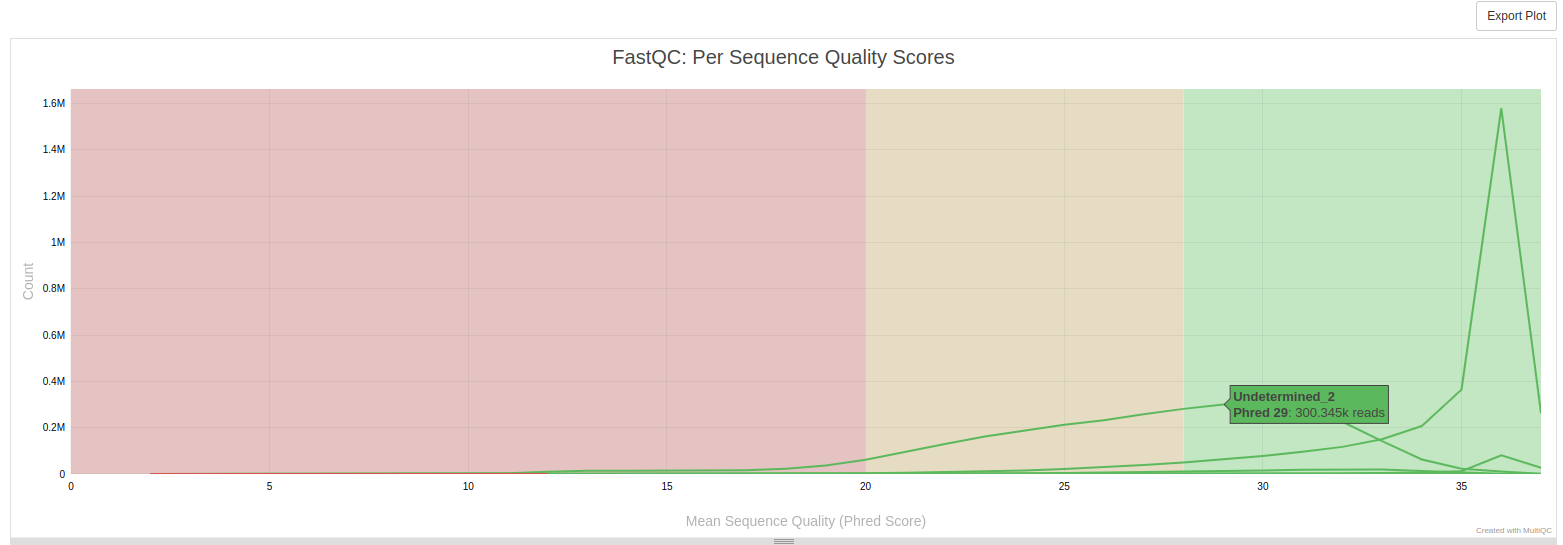 Export Plot
FastQC: Per Sequence Quality Scores
1.6M
1.4M
1.2M
1M
0.8M
0.6M
0.4M
0.2M
0
Count
Undetermined_2
Phred 29: 300.345k reads
0 5 10 15 20 25 30 35
Mean Sequence Quality (Phred Score)
Created with MultiQC